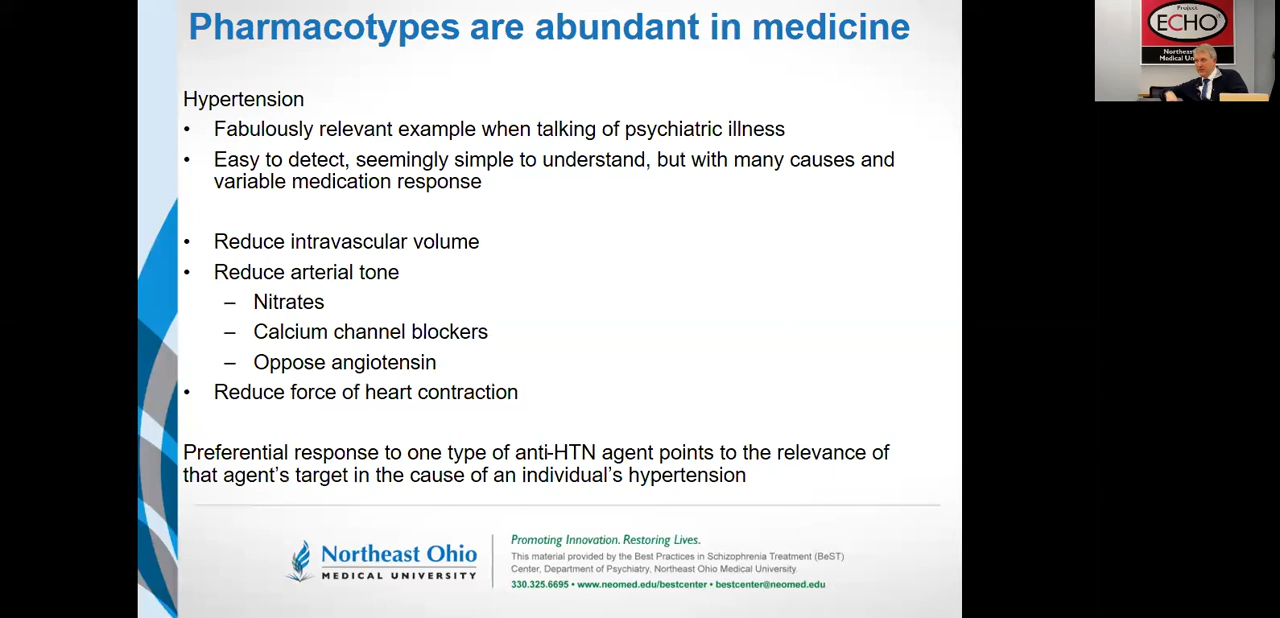 Pharmacotypes are abundant in medicine
Project
ECHO®
Northeast
Medical Un
Hypertension
• Fabulously relevant example when talking of psychiatric illness
• Easy to detect, seemingly simple to understand, but with many causes and
variable medication response
• Reduce intravascular volume
• Reduce arterial tone
– Nitrates
– Calcium channel blockers
– Oppose angiotensin
• Reduce force of heart contraction
Preferential response to one type of anti-HTN agent points to the relevance of
that agent's target in the cause of an individual's hypertension
Northeast Ohio
MEDICAL UNIVERSITY
Promoting Innovation. Restoring Lives.
This material provided by the Best Practices in Schizophrenia Treatment (BeST)
Center, Department of Psychiatry, Northeast Ohio Medical University.
330.325.6695 • www.neomed.edu/bestcenter • bestcenter@neomed.edu